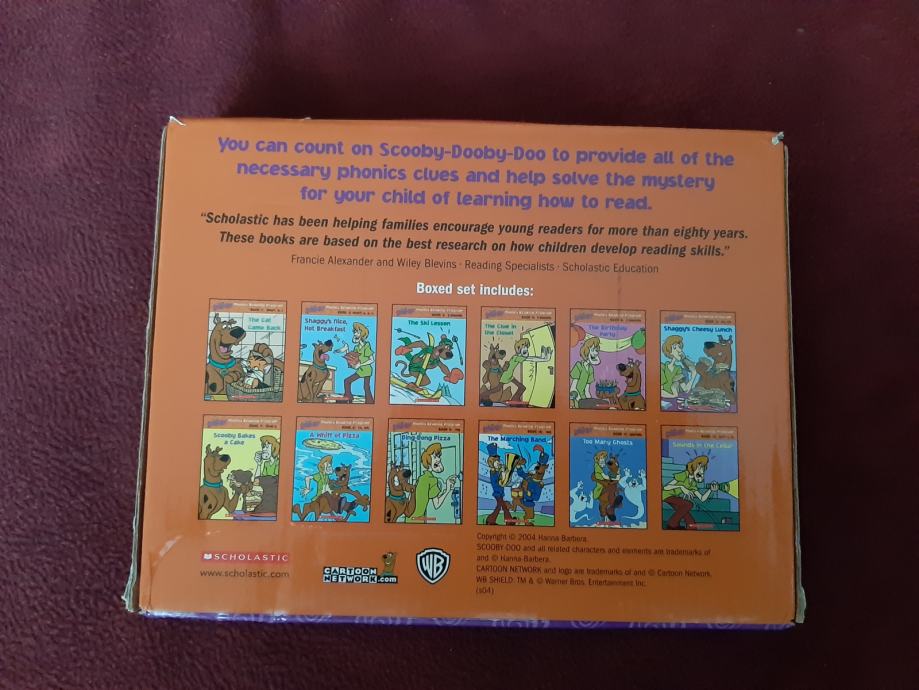 You can count on Scooby-Dooby-Doo to provide all of the
necessary phonics clues and help solve the mystery
for your child of learning how to read.
"Scholastic has been helping families encourage young readers for more than eighty years.
These books are based on the best research on how children develop reading skills."
Francie Alexander and Wiley Blevins · Reading Specialists · Scholastic Education
Boxed set includes:
The Cat
Came Back
Shaggy's Nice,
Hot Breakfast
The Ski Lesson
The Clue in
the Closet
The Birthday
Party
Shaggy's Cheesy Lunch
Scooby Bakes
a Cake
A Whiff of Pizza
Ding-Dong Pizza
The Marching Band
Too Many Ghosts
Sounds in the Cellar
SCHOLASTIC
www.scholastic.com
CARTOON
NETWORK.com
WB
Copyright © 2004 Hanna-Barbera.
SCOOBY-DOO and all related characters and elements are trademarks of
and © Hanna-Barbera.
CARTOON NETWORK and logo are trademarks of and © Cartoon Network.
WB SHIELD: TM & © Warner Bros. Entertainment Inc.
(s04)